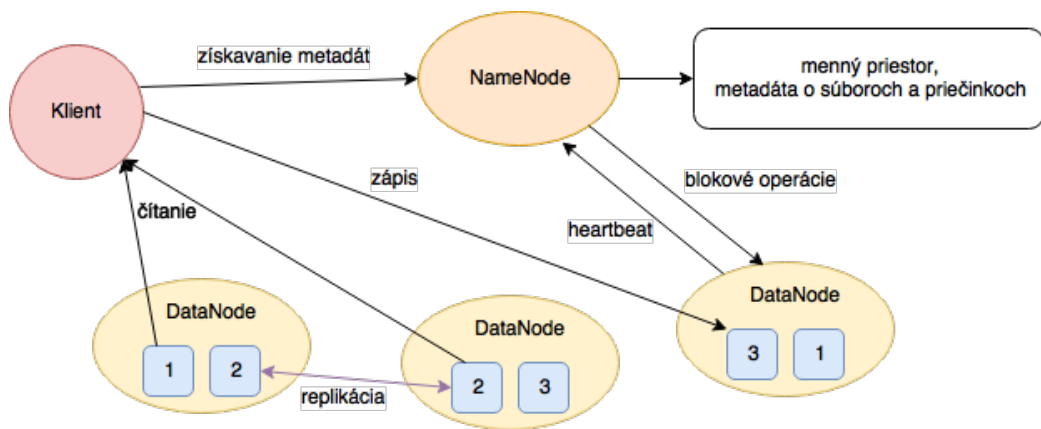 získavanie metadát
Klient
NameNode
menný priestor,
metadáta o súboroch a priečinkoch
zápis
blokové operácie
čítanie
heartbeat
DataNode
1
2
DataNode
2
3
DataNode
3
1
replikácia